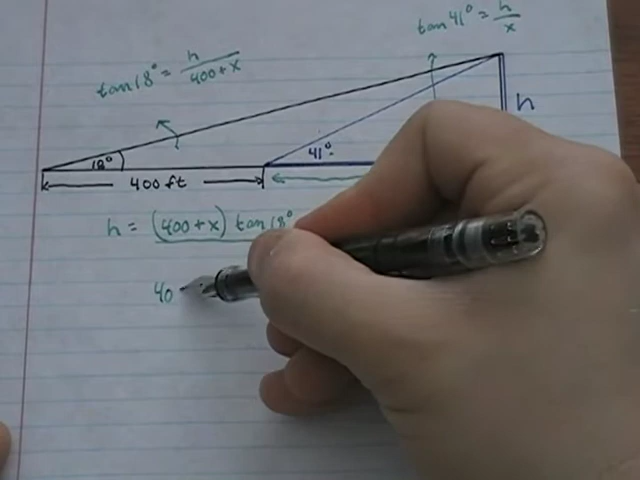 tan 41° = h/x
tan 18° = h/400+x
h
18°
41°
400 ft
h = (400+x) tan 18°
40